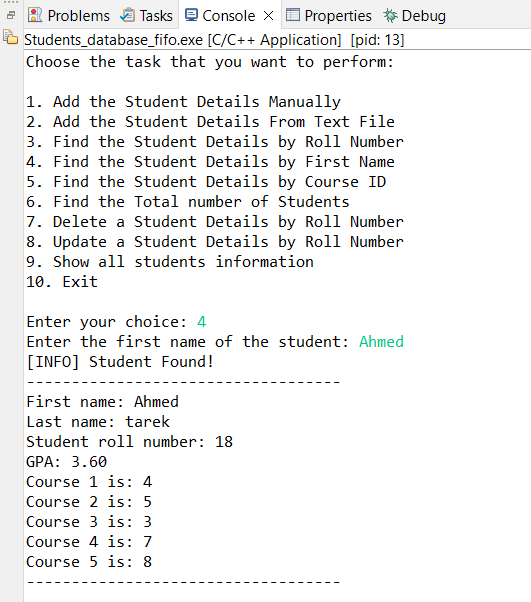 Problems Tasks Console Properties Debug
Students_database_fifo.exe [C/C++ Application] [pid: 13]
Choose the task that you want to perform:
1. Add the Student Details Manually
2. Add the Student Details From Text File
3. Find the Student Details by Roll Number
4. Find the Student Details by First Name
5. Find the Student Details by Course ID
6. Find the Total number of Students
7. Delete a Student Details by Roll Number
8. Update a Student Details by Roll Number
9. Show all students information
10. Exit
Enter your choice: 4
Enter the first name of the student: Ahmed
[INFO] Student Found!
-----------------------------------
First name: Ahmed
Last name: tarek
Student roll number: 18
GPA: 3.60
Course 1 is: 4
Course 2 is: 5
Course 3 is: 3
Course 4 is: 7
Course 5 is: 8
-----------------------------------